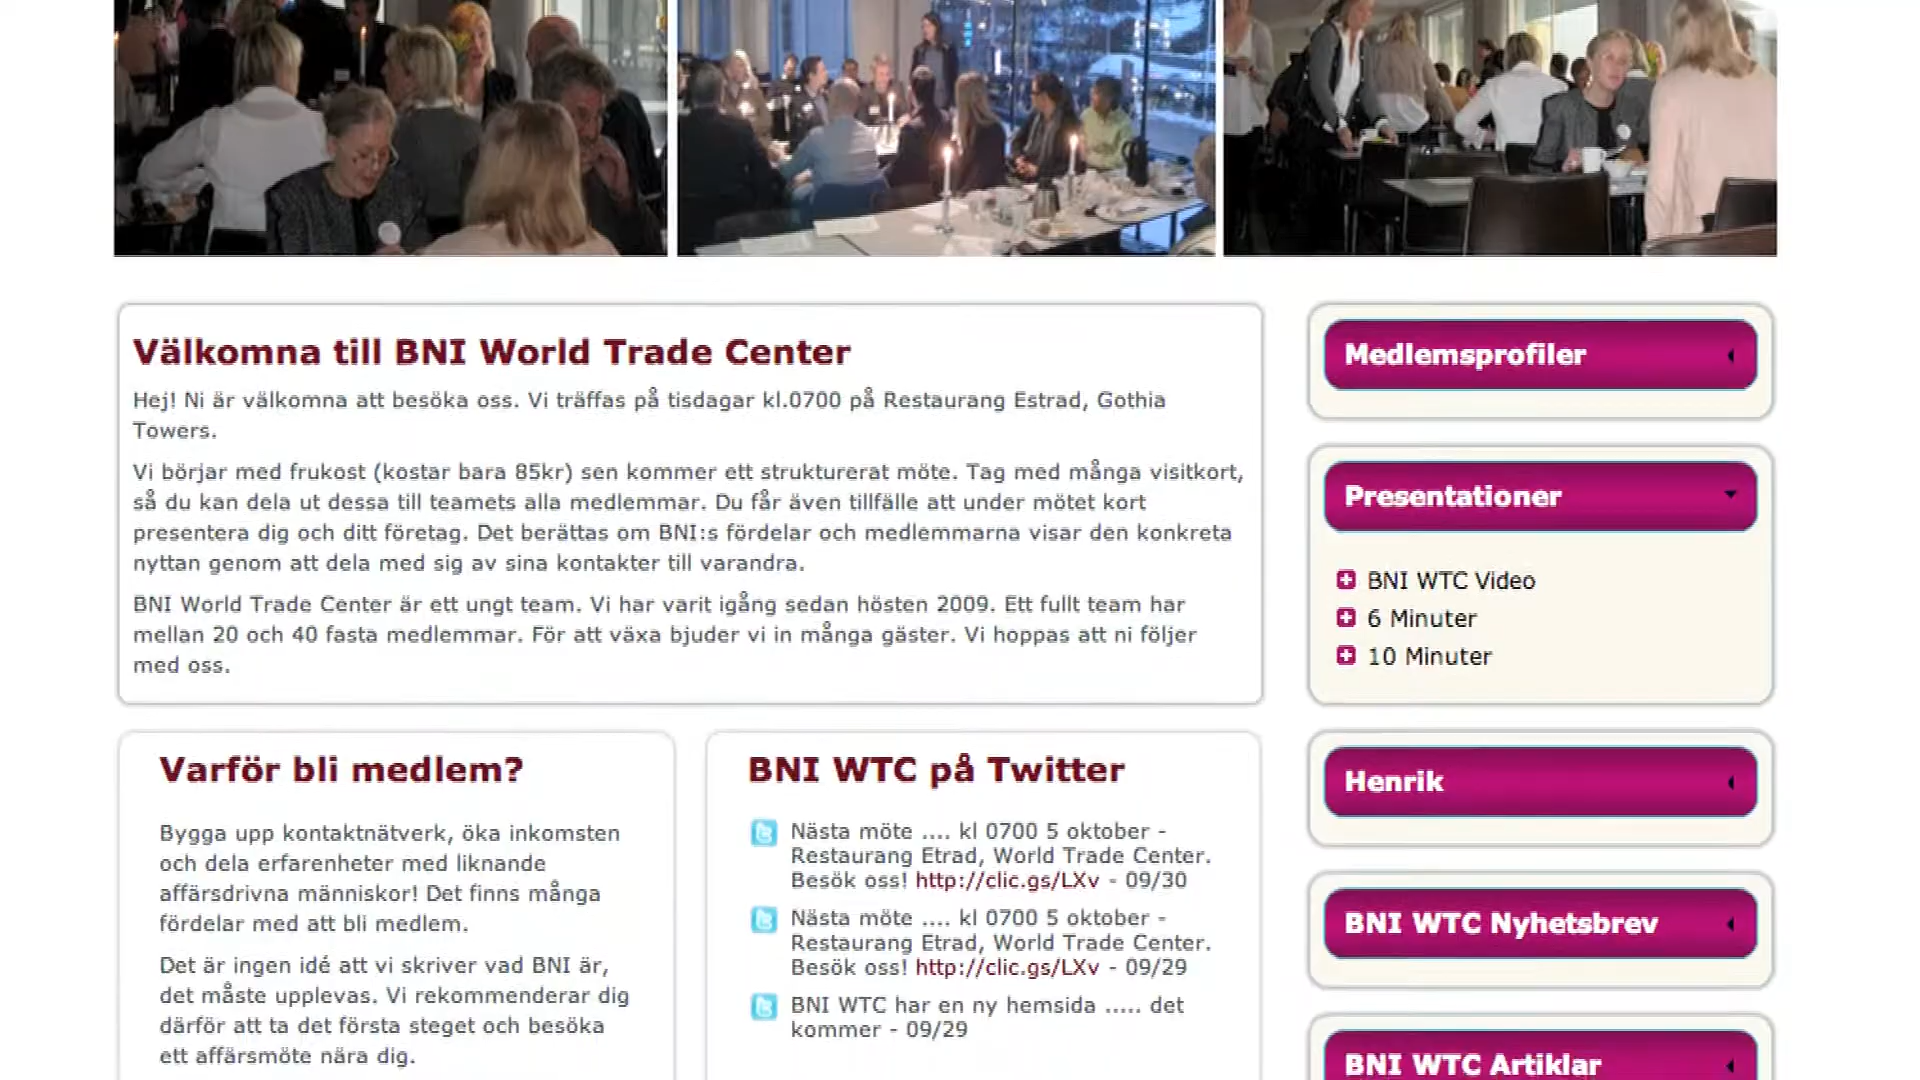 Välkomna till BNI World Trade Center
Hej! Ni är välkomna att besöka oss. Vi träffas på tisdagar kl.0700 på Restaurang Estrad, Gothia
Towers.
Vi börjar med frukost (kostar bara 85kr) sen kommer ett strukturerat möte. Tag med många visitkort,
så du kan dela ut dessa till teamets alla medlemmar. Du får även tillfälle att under mötet kort
presentera dig och ditt företag. Det berättas om BNI:s fördelar och medlemmarna visar den konkreta
nyttan genom att dela med sig av sina kontakter till varandra.
BNI World Trade Center är ett ungt team. Vi har varit igång sedan hösten 2009. Ett fullt team har
mellan 20 och 40 fasta medlemmar. För att växa bjuder vi in många gäster. Vi hoppas att ni följer
med oss.
Varför bli medlem?
Bygga upp kontaktnätverk, öka inkomsten
och dela erfarenheter med liknande
affärsdrivna människor! Det finns många
fördelar med att bli medlem.
Det är ingen idé att vi skriver vad BNI är,
det måste upplevas. Vi rekommenderar dig
därför att ta det första steget och besöka
ett affärsmöte nära dig.
BNI WTC på Twitter
Nästa möte .... kl 0700 5 oktober -
Restaurang Etrad, World Trade Center.
Besök oss! http://clic.gs/LXv - 09/30
Nästa möte .... kl 0700 5 oktober -
Restaurang Etrad, World Trade Center.
Besök oss! http://clic.gs/LXv - 09/29
BNI WTC har en ny hemsida ..... det
kommer - 09/29
Medlemsprofiler
Presentationer
BNI WTC Video
6 Minuter
10 Minuter
Henrik
BNI WTC Nyhetsbrev
BNI WTC Artiklar